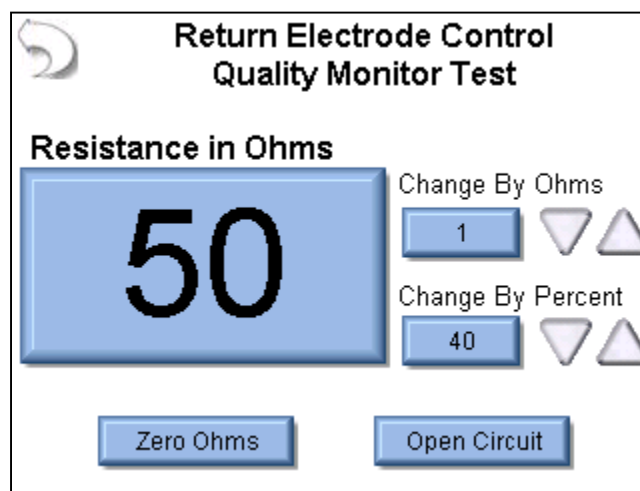 Return Electrode Control
Quality Monitor Test
Resistance in Ohms
50
Change By Ohms
1
Change By Percent
40
Zero Ohms
Open Circuit